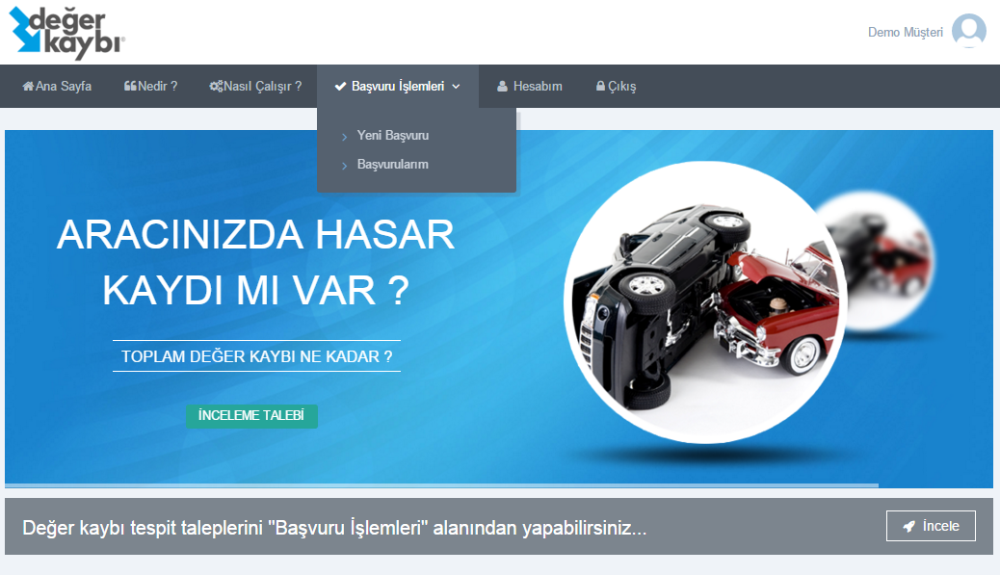 değer
kaybı®
Demo Müşteri
Ana Sayfa
Nedir ?
Nasıl Çalışır ?
Başvuru İşlemleri
Hesabım
Çıkış
Yeni Başvuru
Başvurularım
ARACINIZDA HASAR
KAYDI MI VAR ?
TOPLAM DEĞER KAYBI NE KADAR ?
İNCELEME TALEBİ
Değer kaybı tespit taleplerini "Başvuru İşlemleri" alanından yapabilirsiniz...
İncele